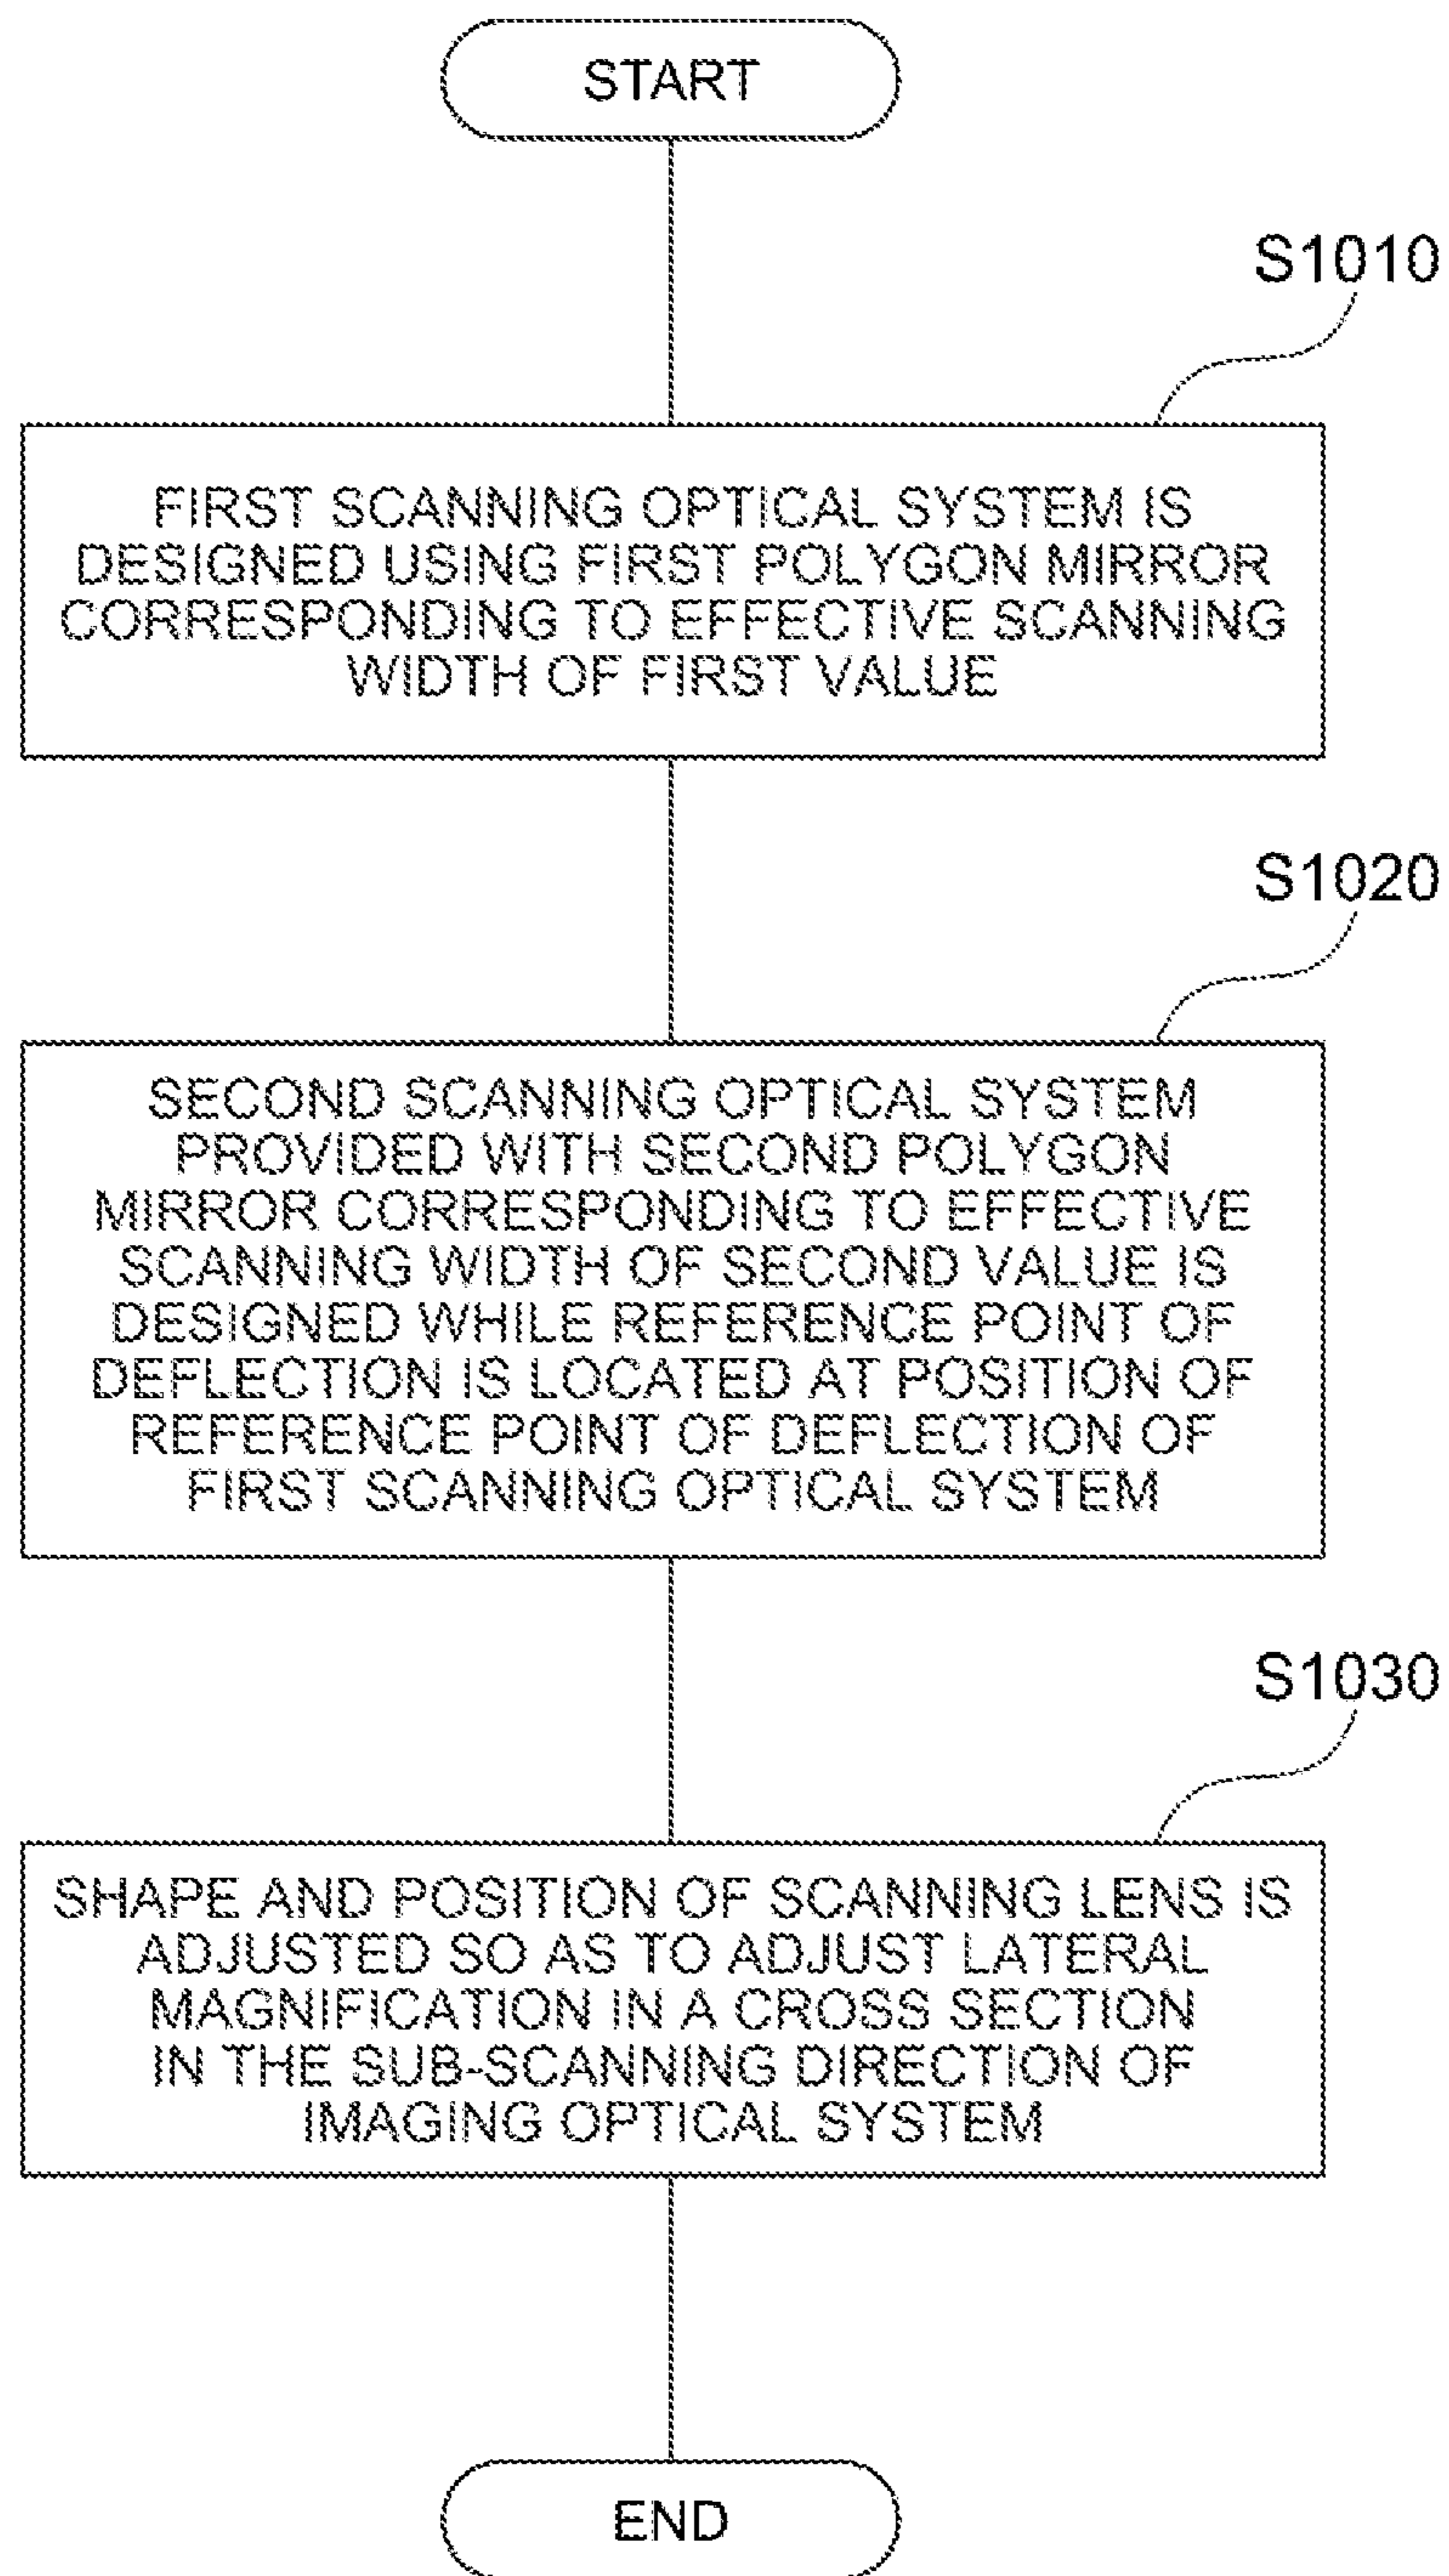 START
S1010
FIRST SCANNING OPTICAL SYSTEM IS
DESIGNED USING FIRST POLYGON MIRROR
CORRESPONDING TO EFFECTIVE SCANNING
WIDTH OF FIRST VALUE
S1020
SECOND SCANNING OPTICAL SYSTEM
PROVIDED WITH SECOND POLYGON
MIRROR CORRESPONDING TO EFFECTIVE
SCANNING WIDTH OF SECOND VALUE IS
DESIGNED WHILE REFERENCE POINT OF
DEFLECTION IS LOCATED AT POSITION OF
REFERENCE POINT OF DEFLECTION OF
FIRST SCANNING OPTICAL SYSTEM
S1030
SHAPE AND POSITION OF SCANNING LENS IS
ADJUSTED SO AS TO ADJUST LATERAL
MAGNIFICATION IN A CROSS SECTION
IN THE SUB-SCANNING DIRECTION OF
IMAGING OPTICAL SYSTEM
END